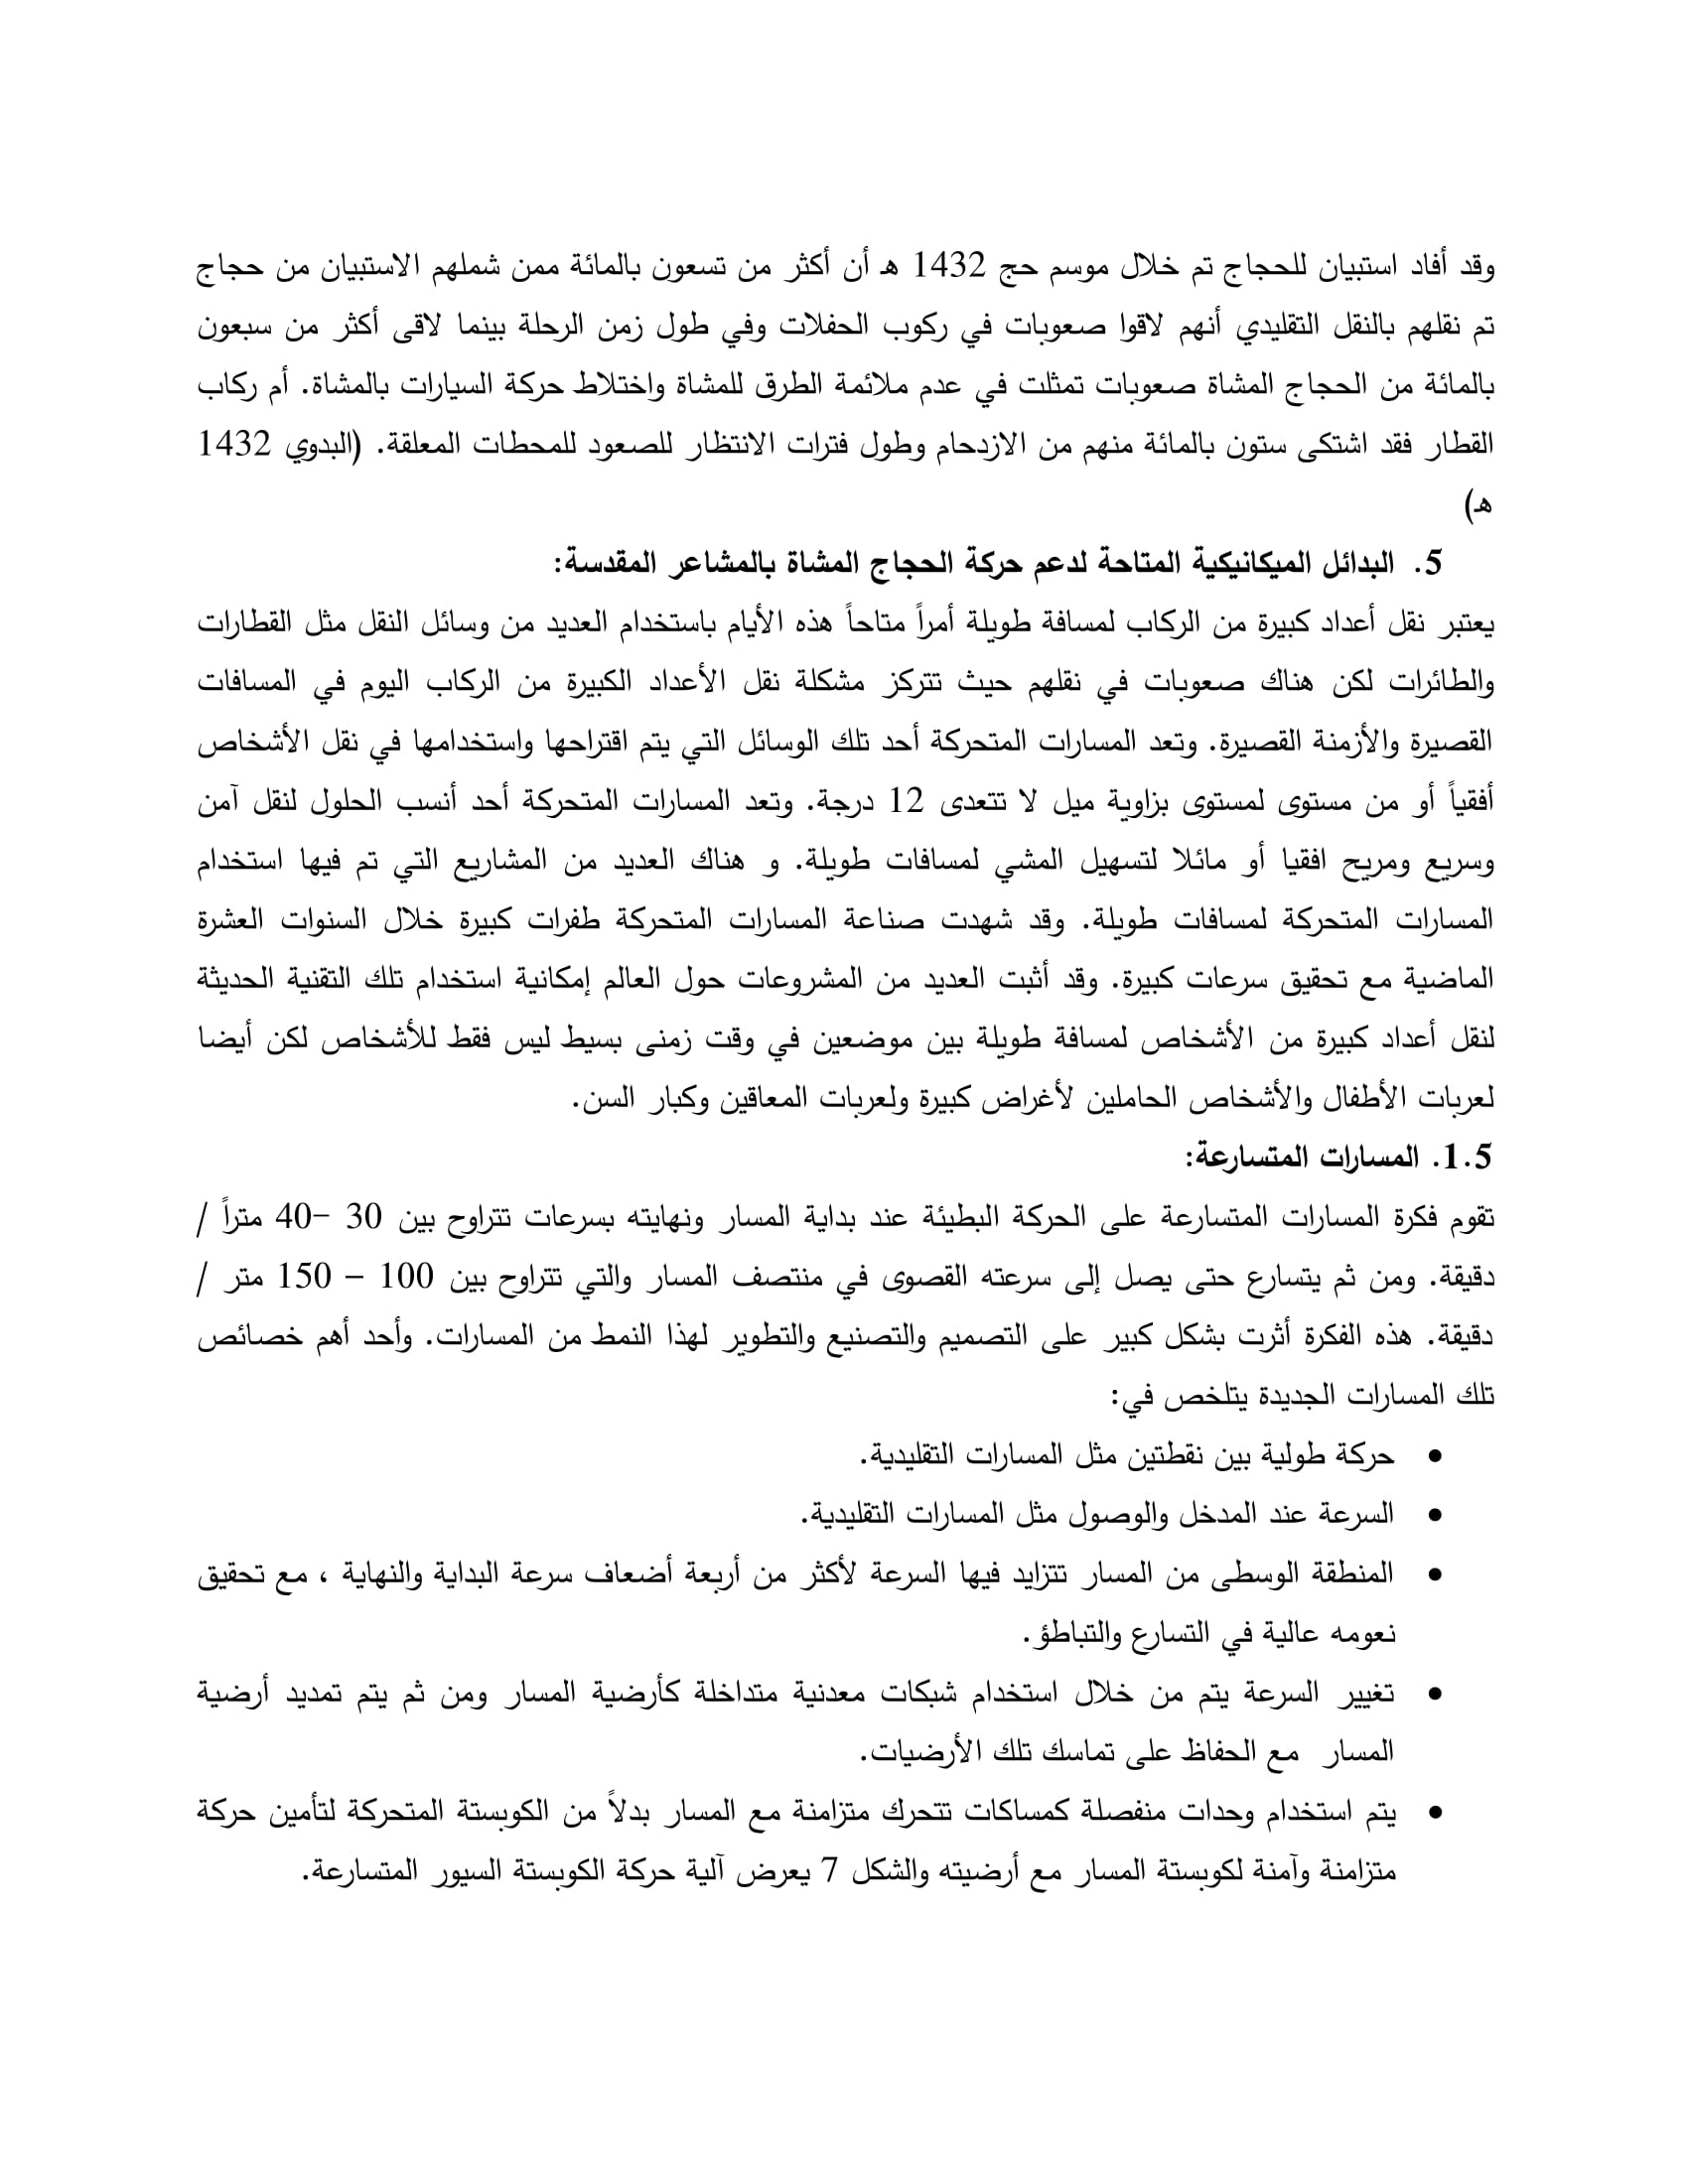 وقد أفاد استبيان للحجاج تم خلال موسم حج 1432 هـ أن أكثر من تسعون بالمائة ممن شملهم الاستبيان من حجاج
تم نقلهم بالنقل التقليدي أنهم لاقوا صعوبات في ركوب الحفلات وفي طول زمن الرحلة بينما لاقى أكثر من سبعون
بالمائة من الحجاج المشاة صعوبات تمثلت في عدم ملائمة الطرق للمشاة واختلاط حركة السيارات بالمشاة. أم ركاب
القطار فقد اشتكى ستون بالمائة منهم من الازدحام وطول فترات الانتظار للصعود للمحطات المعلقة. (البدوي 1432
هـ)
5. البدائل الميكانيكية المتاحة لدعم حركة الحجاج المشاة بالمشاعر المقدسة:
يعتبر نقل أعداد كبيرة من الركاب لمسافة طويلة أمراً متاحاً هذه الأيام باستخدام العديد من وسائل النقل مثل القطارات
والطائرات لكن هناك صعوبات في نقلهم حيث تتركز مشكلة نقل الأعداد الكبيرة من الركاب اليوم في المسافات
القصيرة والأزمنة القصيرة. وتعد المسارات المتحركة أحد تلك الوسائل التي يتم اقتراحها واستخدامها في نقل الأشخاص
أفقياً أو من مستوى لمستوى بزاوية ميل لا تتعدى 12 درجة. وتعد المسارات المتحركة أحد أنسب الحلول لنقل آمن
وسريع ومريح افقيا أو مائلا لتسهيل المشي لمسافات طويلة. و هناك العديد من المشاريع التي تم فيها استخدام
المسارات المتحركة لمسافات طويلة. وقد شهدت صناعة المسارات المتحركة طفرات كبيرة خلال السنوات العشرة
الماضية مع تحقيق سرعات كبيرة. وقد أثبت العديد من المشروعات حول العالم إمكانية استخدام تلك التقنية الحديثة
لنقل أعداد كبيرة من الأشخاص لمسافة طويلة بين موضعين في وقت زمنى بسيط ليس فقط للأشخاص لكن أيضا
لعربات الأطفال والأشخاص الحاملين لأغراض كبيرة ولعربات المعاقين وكبار السن.
1.5. المسارات المتسارعة:
تقوم فكرة المسارات المتسارعة على الحركة البطيئة عند بداية المسار ونهايته بسرعات تتراوح بين 30 –40 متراً /
دقيقة. ومن ثم يتسارع حتى يصل إلى سرعته القصوى في منتصف المسار والتي تتراوح بين 100 – 150 متر /
دقيقة. هذه الفكرة أثرت بشكل كبير على التصميم والتصنيع والتطوير لهذا النمط من المسارات. وأحد أهم خصائص
تلك المسارات الجديدة يتلخص في:
• حركة طولية بين نقطتين مثل المسارات التقليدية.
• السرعة عند المدخل والوصول مثل المسارات التقليدية.
• المنطقة الوسطى من المسار تتزايد فيها السرعة لأكثر من أربعة أضعاف سرعة البداية والنهاية ، مع تحقيق
نعومه عالية في التسارع والتباطؤ.
• تغيير السرعة يتم من خلال استخدام شبكات معدنية متداخلة كأرضية المسار ومن ثم يتم تمديد أرضية
المسار مع الحفاظ على تماسك تلك الأرضيات.
• يتم استخدام وحدات منفصلة كمساكات تتحرك متزامنة مع المسار بدلاً من الكوبستة المتحركة لتأمين حركة
متزامنة وآمنة لكوبستة المسار مع أرضيته والشكل 7 يعرض آلية حركة الكوبستة السيور المتسارعة.